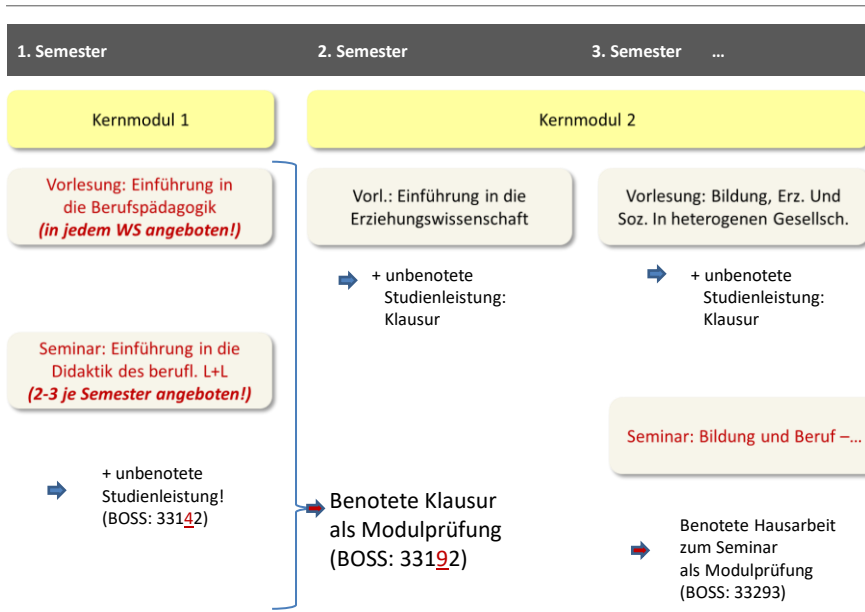 1. Semester
2. Semester
3. Semester ...
Kernmodul 1
Kernmodul 2
Vorlesung: Einführung in
die Berufspädagogik
(in jedem WS angeboten!)
Vorl.: Einführung in die
Erziehungswissenschaft
Vorlesung: Bildung, Erz. Und
Soz. In heterogenen Gesellsch.
+ unbenotete
Studienleistung:
Klausur
+ unbenotete
Studienleistung:
Klausur
Seminar: Einführung in die
Didaktik des berufl. L+L
(2-3 je Semester angeboten!)
Seminar: Bildung und Beruf –...
+ unbenotete
Studienleistung!
(BOSS: 33142)
Benotete Klausur
als Modulprüfung
(BOSS: 33192)
Benotete Hausarbeit
zum Seminar
als Modulprüfung
(BOSS: 33293)